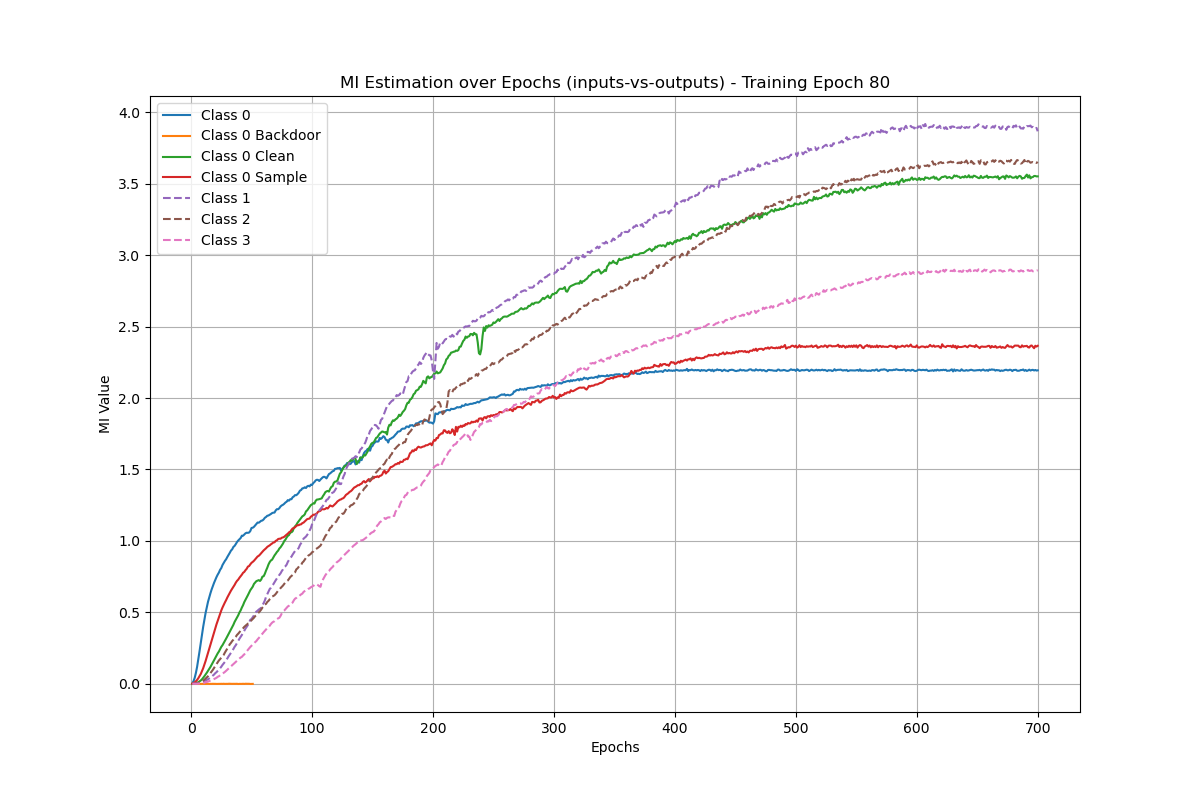 MI Estimation over Epochs (inputs-vs-outputs) - Training Epoch 80
MI Value
4.0
3.5
3.0
2.5
2.0
1.5
1.0
0.5
0.0
Class 0
Class 0 Backdoor
Class 0 Clean
Class 0 Sample
Class 1
Class 2
Class 3
0 100 200 300 400 500 600 700
Epochs